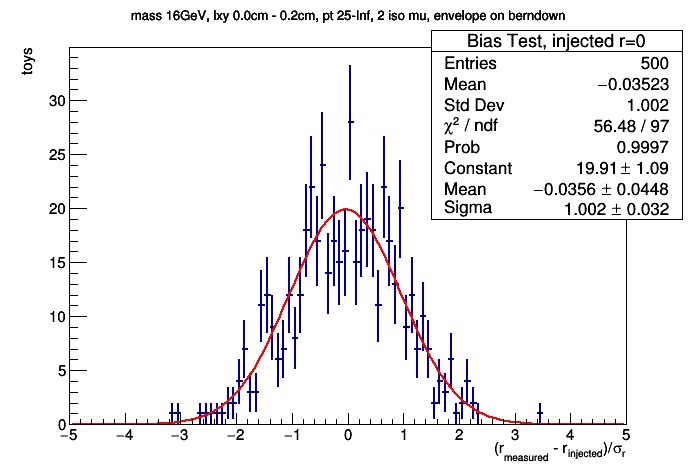 mass 16GeV, lxy 0.0cm - 0.2cm, pt 25-Inf, 2 iso mu, envelope on berndown
Bias Test, injected r=0
Entries 500
Mean −0.03523
Std Dev 1.002
χ² / ndf 56.48 / 97
Prob 0.9997
Constant 19.91 ± 1.09
Mean −0.0356 ± 0.0448
Sigma 1.002 ± 0.032
toys
30
25
20
15
10
5
0
−5 −4 −3 −2 −1 0 1 2 3 4 5
(r_measured - r_injected)/σ_r